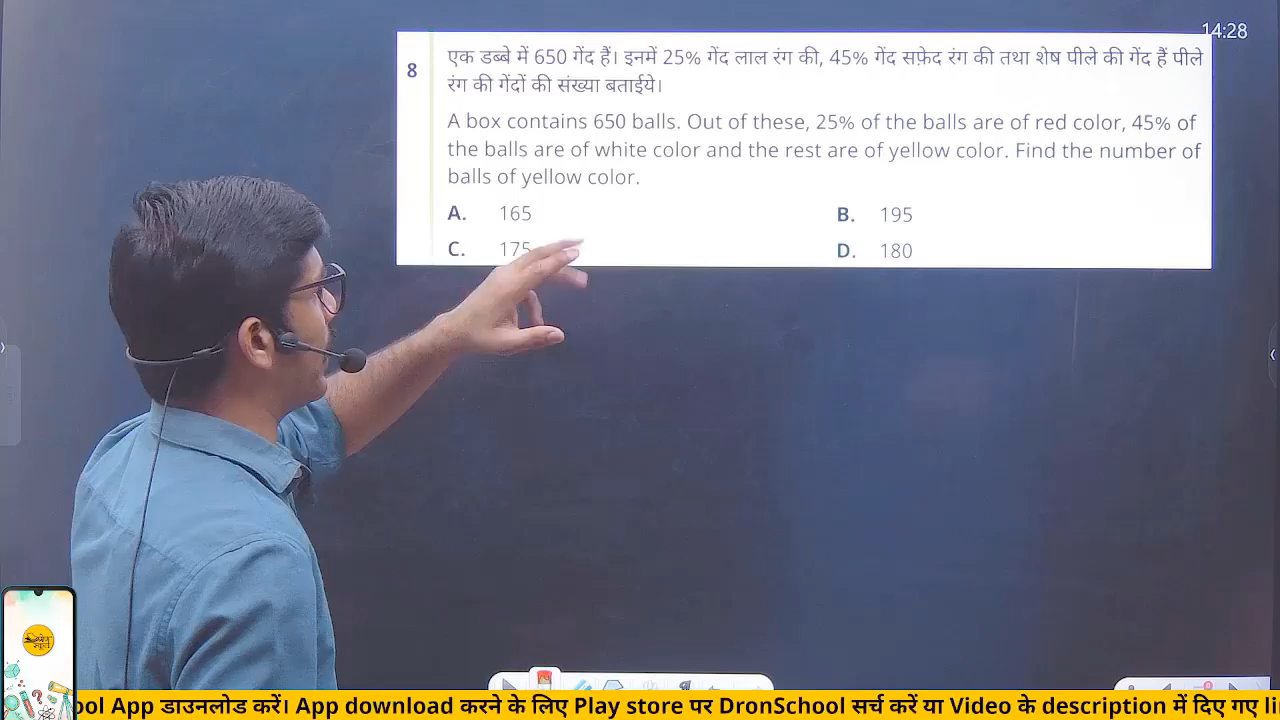 14:28
8
एक डब्बे में 650 गेंद हैं। इनमें 25% गेंद लाल रंग की, 45% गेंद सफ़ेद रंग की तथा शेष पीले की गेंद हैं पीले
रंग की गेंदों की संख्या बताईये।
A box contains 650 balls. Out of these, 25% of the balls are of red color, 45% of
the balls are of white color and the rest are of yellow color. Find the number of
balls of yellow color.
A. 165 B. 195
C. 175 D. 180
ool App डाउनलोड करें। App download करने के लिए Play store पर DronSchool सर्च करें या Video के description में दिए गए li